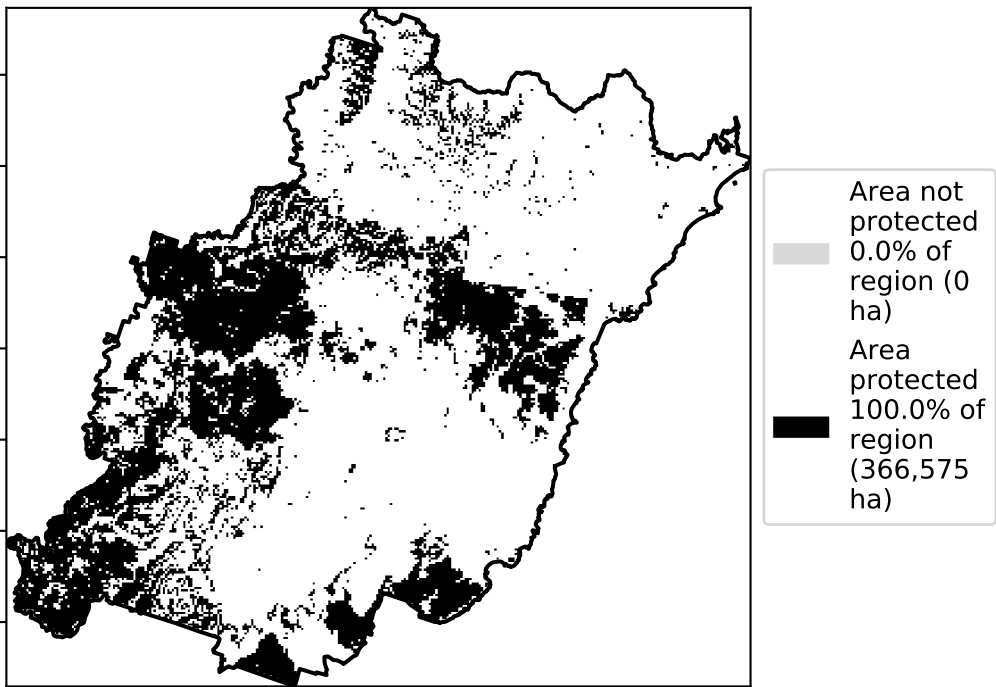 Area not
protected
0.0% of
region (0
ha)
Area
protected
100.0% of
region
(366,575
ha)